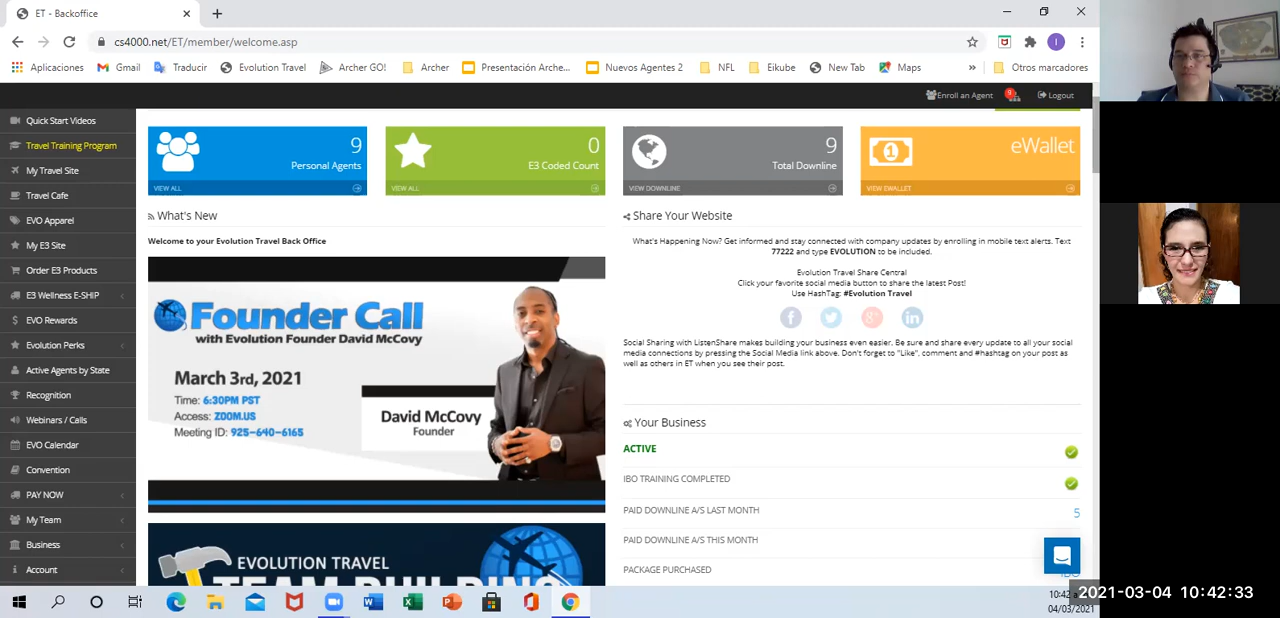 ET - Backoffice
cs4000.net/ET/member/welcome.asp
Aplicaciones
Gmail
Traducir
Evolution Travel
Archer GO!
Archer
Presentación Arche...
Nuevos Agentes 2
NFL
Eikube
New Tab
Maps
»
Otros marcadores
Enroll an Agent
9
Logout
Quick Start Videos
Travel Training Program
My Travel Site
Travel Cafe
EVO Apparel
My E3 Site
Order E3 Products
E3 Wellness E-SHIP
EVO Rewards
Evolution Perks
Active Agents by State
Recognition
Webinars / Calls
EVO Calendar
Convention
PAY NOW
My Team
Business
Account
9
Personal Agents
VIEW ALL
0
E3 Coded Count
VIEW ALL
9
Total Downline
VIEW DOWNLINE
eWallet
VIEW EWALLET
What's New
Welcome to your Evolution Travel Back Office
Founder Call
with Evolution Founder David McCovy
March 3rd, 2021
Time: 6:30PM PST
Access: ZOOM.US
Meeting ID: 925-640-6165
David McCovy
Founder
EVOLUTION TRAVEL
TEAM BUILDING
Share Your Website
What's Happening Now? Get informed and stay connected with company updates by enrolling in mobile text alerts. Text
77222 and type EVOLUTION to be included.
Evolution Travel Share Central
Click your favorite social media button to share the latest Post!
Use HashTag: #Evolution Travel
Social Sharing with ListenShare makes building your business even easier. Be sure and share every update to all your social
media connections by pressing the Social Media link above. Don't forget to "Like", comment and #hashtag on your post as
well as others in ET when you see their post.
Your Business
ACTIVE
IBO TRAINING COMPLETED
PAID DOWNLINE A/S LAST MONTH
5
PAID DOWNLINE A/S THIS MONTH
PACKAGE PURCHASED
IBO
10:42 a
04/03/2021
2021-03-04 10:42:33